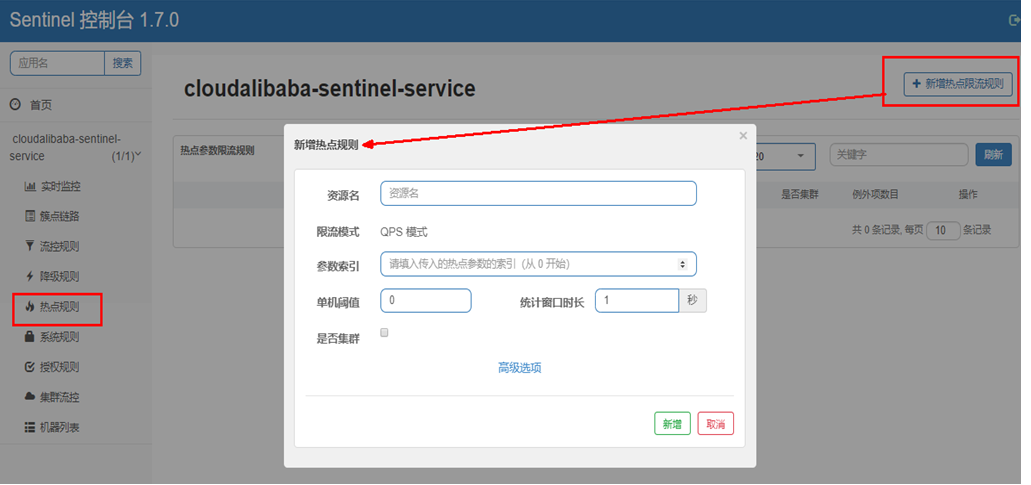 Sentinel 控制台 1.7.0
应用名 搜索
首页
cloudalibaba-sentinel-service (1/1)
实时监控
簇点链路
流控规则
降级规则
热点规则
系统规则
授权规则
集群流控
机器列表
cloudalibaba-sentinel-service
新增热点限流规则
热点参数限流规则 20 关键字 刷新
是否集群 例外项数目 操作
共 0 条记录, 每页 10 条记录
新增热点规则 ×
资源名 资源名
限流模式 QPS 模式
参数索引 请填入传入的热点参数的索引（从 0 开始）
单机阈值 0 统计窗口时长 1 秒
是否集群
高级选项
新增 取消